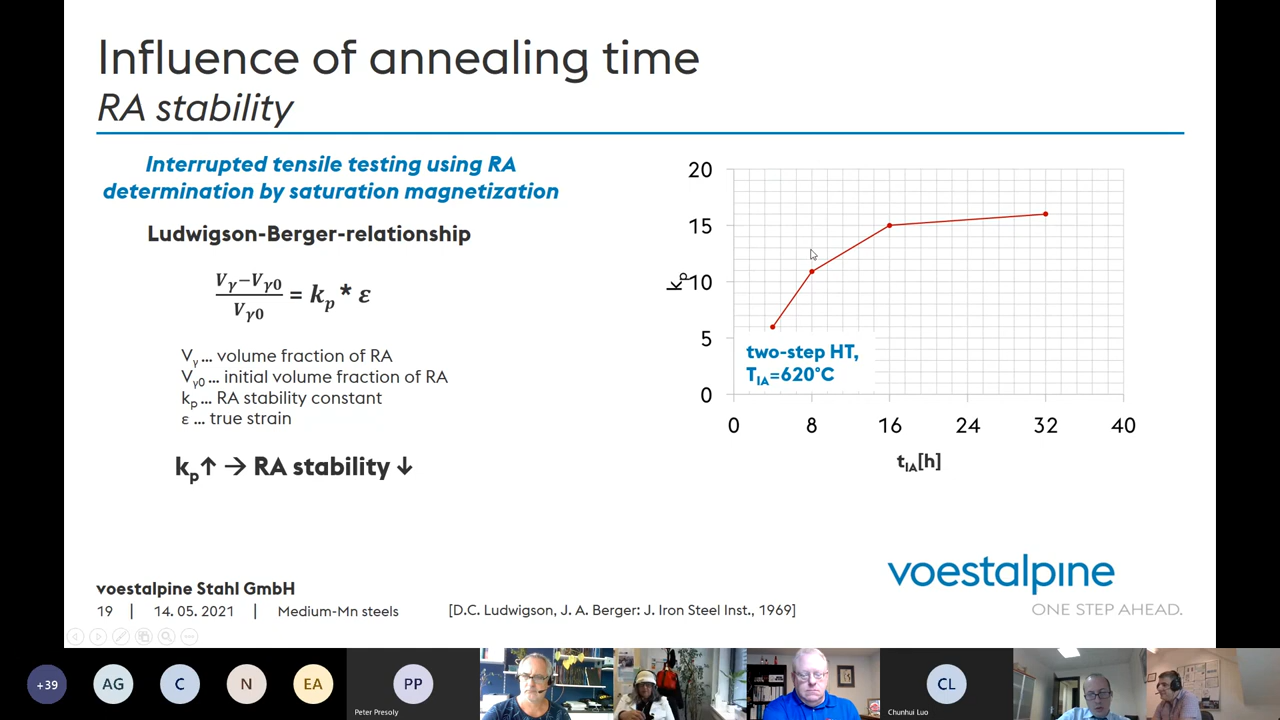 Influence of annealing time
RA stability
Interrupted tensile testing using RA
determination by saturation magnetization
Ludwigson-Berger-relationship
(Vγ−Vγ0)/Vγ0 = kp * ε
Vγ ... volume fraction of RA
Vγ0 ... initial volume fraction of RA
kp ... RA stability constant
ε ... true strain
kp↑ → RA stability ↓
20
15
10
5
0
kp
two-step HT,
TIA=620°C
0 8 16 24 32 40
tIA[h]
voestalpine Stahl GmbH
19 | 14. 05. 2021 | Medium-Mn steels [D.C. Ludwigson, J. A. Berger: J. Iron Steel Inst., 1969]
voestalpine
ONE STEP AHEAD.
+39 AG C N EA PP CL
Peter Presoly
Chunhui Luo